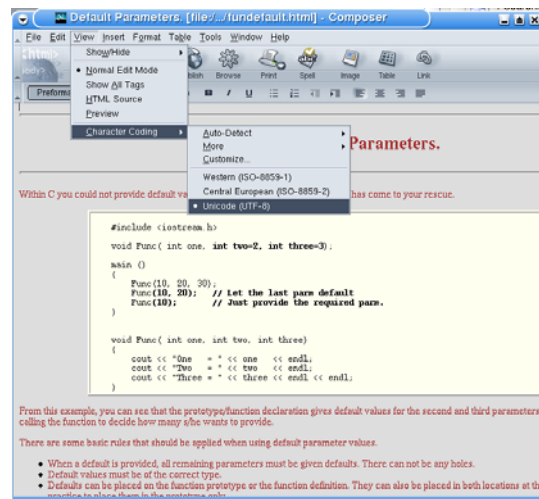 Default Parameters. [file:/.../fundefault.html] - Composer
File Edit View Insert Format Table Tools Window Help
Show/Hide
Normal Edit Mode
Show All Tags
HTML Source
Preview
Character Coding
Browse Print Spell Image Table Link
B I U
Auto-Detect
More
Customize...
Western (ISO-8859-1)
Central European (ISO-8859-2)
Unicode (UTF-8)
Parameters.
Within C you could not provide default va has come to your rescue.
#include <iostream.h>
void Func( int one, int two=2, int three=3);
main ()
{
Func(10, 20, 30);
Func(10, 20); // Let the last parm default
Func(10); // Just provide the required parm.
}
void Func( int one, int two, int three)
{
cout << "One = " << one << endl;
cout << "Two = " << two << endl;
cout << "Three = " << three << endl << endl;
}
From this example, you can see that the prototype/function declaration gives default values for the second and third parameters
calling the function to decide how many s/he wants to provide.
There are some basic rules that should be applied when using default parameter values.
When a default is provided, all remaining parameters must be given defaults. There can not be any holes.
Default values must be of the correct type.
Defaults can be placed on the function prototype or the function definition. They can also be placed in both locations at th
practice to place them in the prototype only.